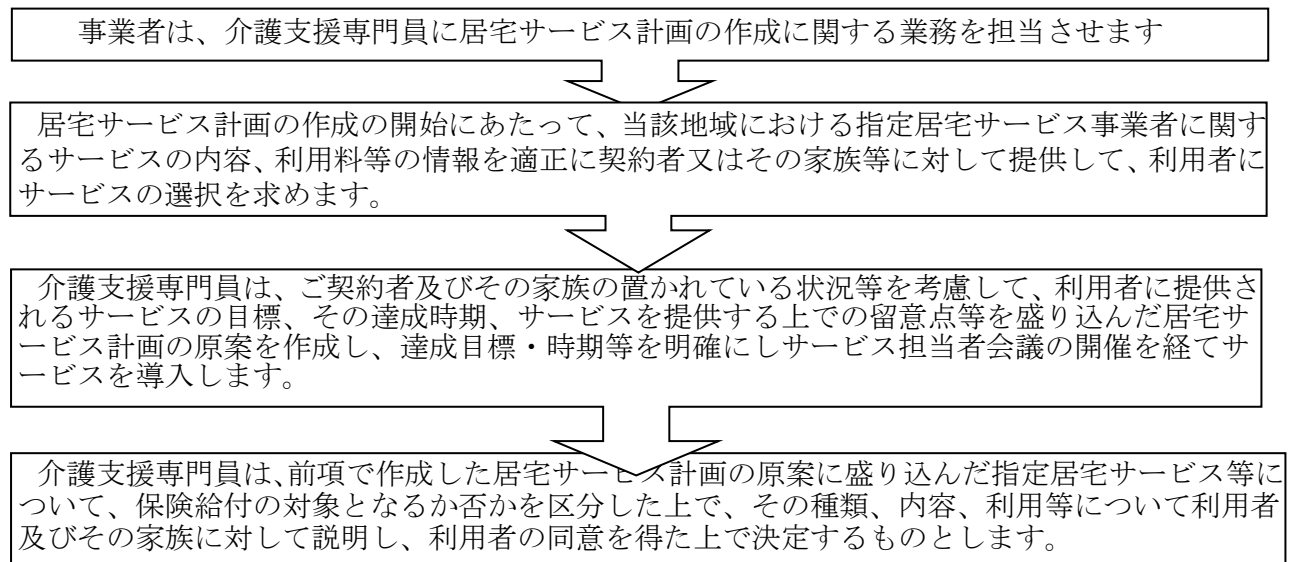 事業者は、介護支援専門員に居宅サービス計画の作成に関する業務を担当させます
居宅サービス計画の作成の開始にあたって、当該地域における指定居宅サービス事業者に関す
るサービスの内容、利用料等の情報を適正に契約者又はその家族等に対して提供して、利用者に
サービスの選択を求めます。
介護支援専門員は、ご契約者及びその家族の置かれている状況等を考慮して、利用者に提供さ
れるサービスの目標、その達成時期、サービスを提供する上での留意点等を盛り込んだ居宅サ
ービス計画の原案を作成し、達成目標・時期等を明確にしサービス担当者会議の開催を経てサ
ービスを導入します。
介護支援専門員は、前項で作成した居宅サービス計画の原案に盛り込んだ指定居宅サービス等に
ついて、保険給付の対象となるか否かを区分した上で、その種類、内容、利用等について利用者
及びその家族に対して説明し、利用者の同意を得た上で決定するものとします。